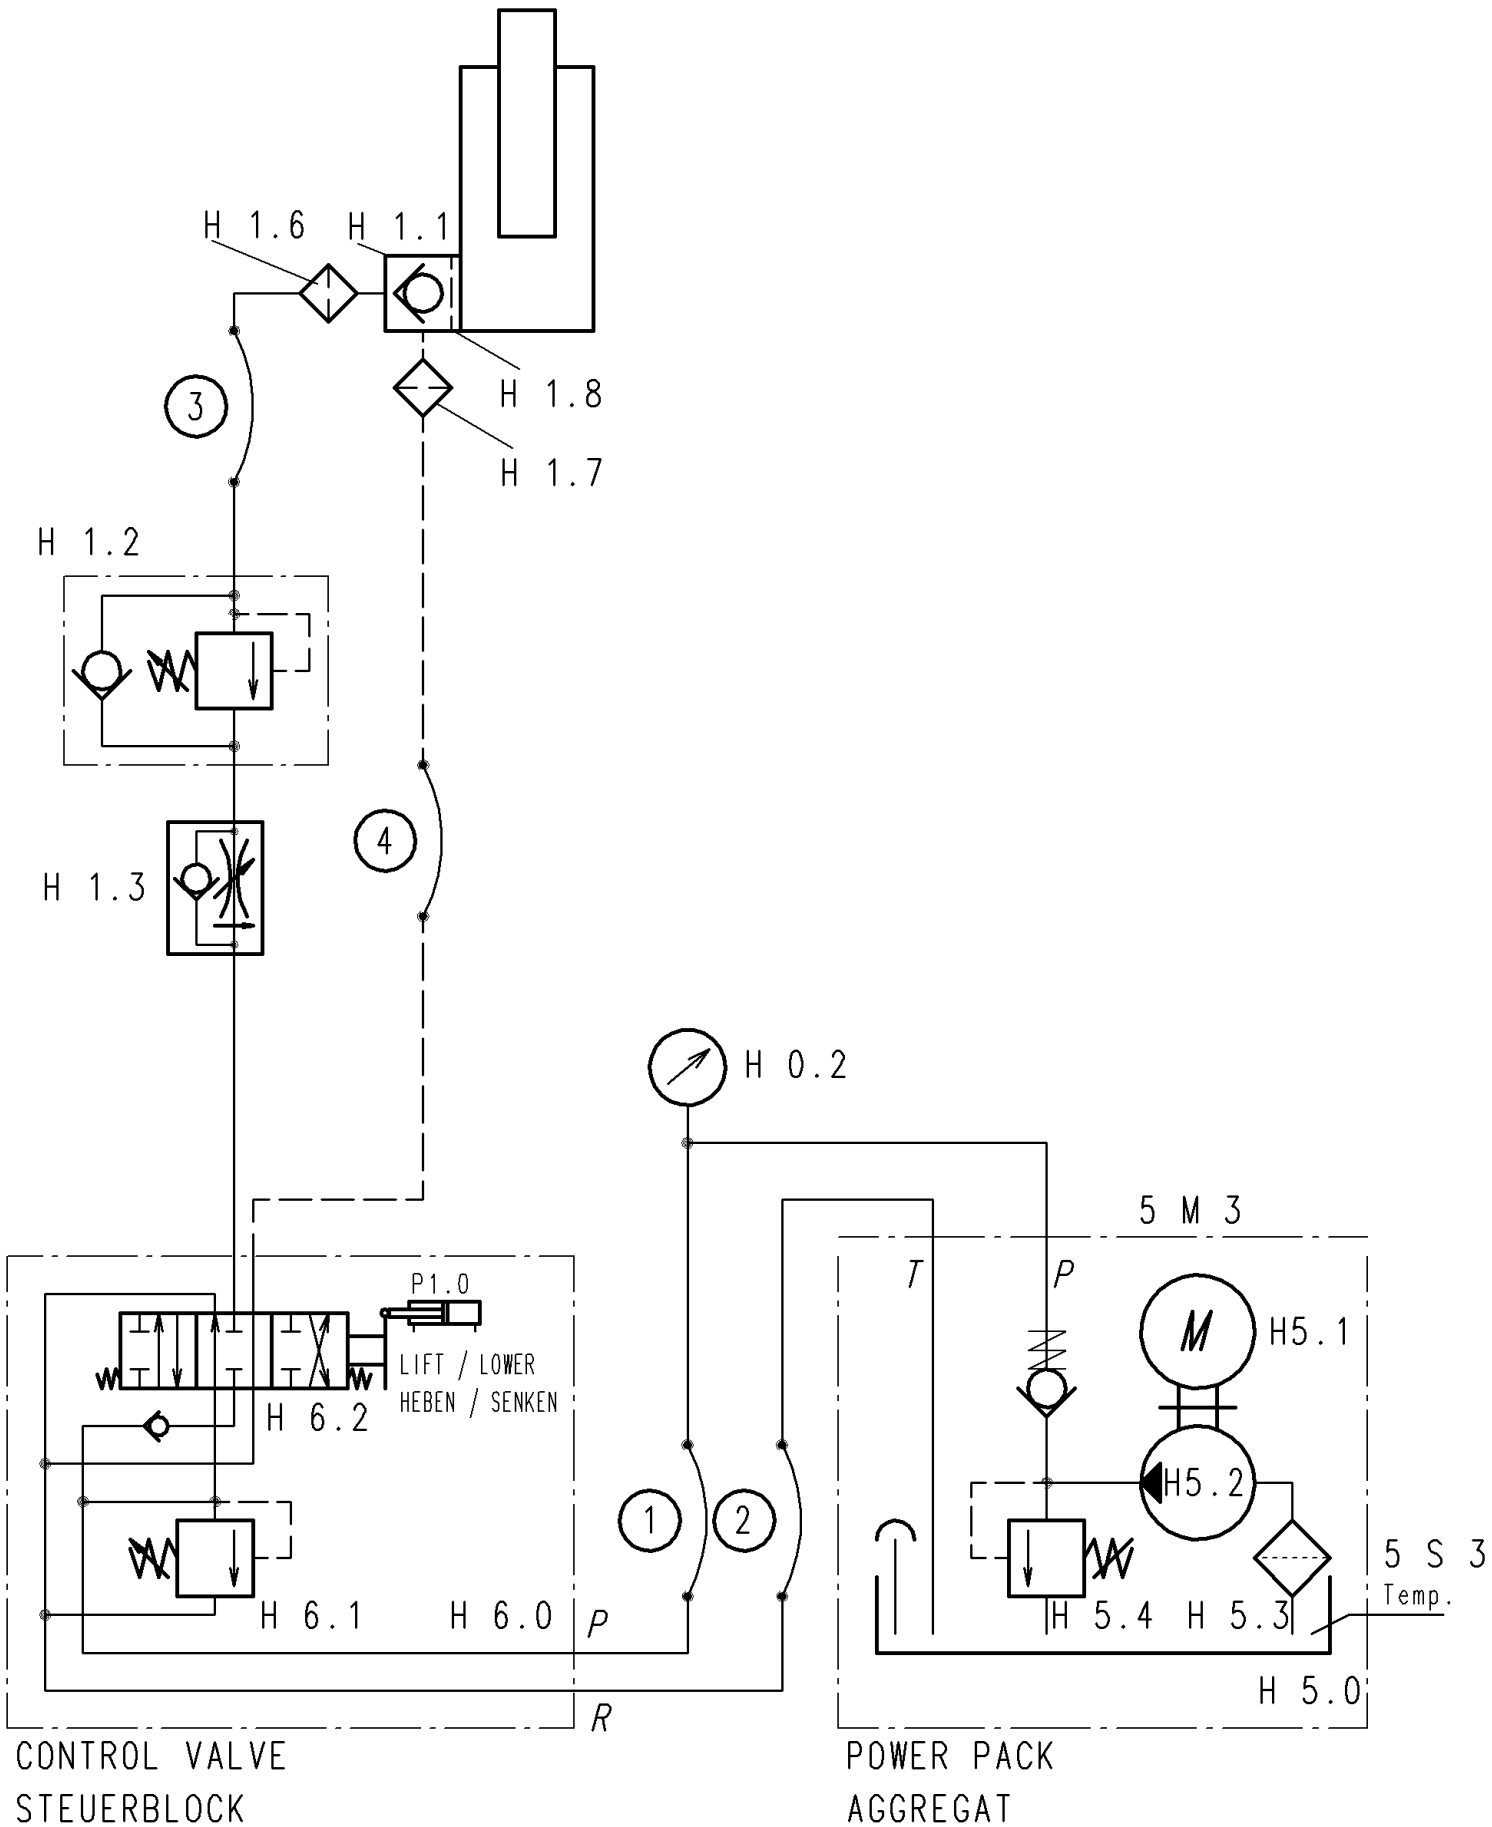 H 1.6
H 1.1
H 1.8
3
H 1.7
H 1.2
4
H 1.3
H 0.2
5 M 3
P1.0
T
P
M
H5.1
LIFT / LOWER
HEBEN / SENKEN
H 6.2
H5.2
1
2
5 S 3
Temp.
H 6.1
H 6.0
P
H 5.4
H 5.3
H 5.0
R
CONTROL VALVE
STEUERBLOCK
POWER PACK
AGGREGAT